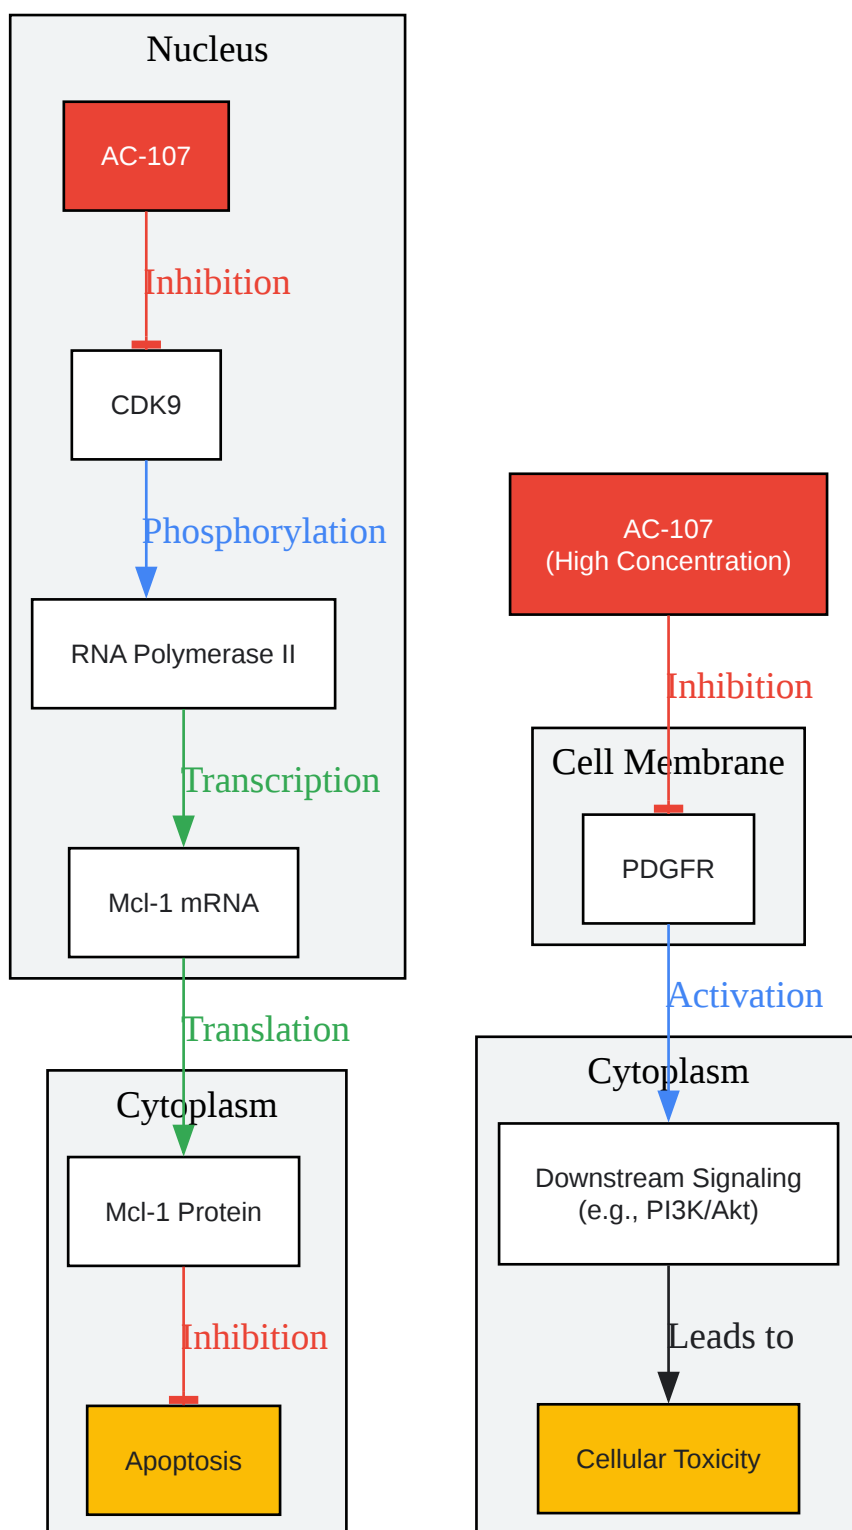 Nucleus
AC-107
Inhibition
CDK9
Phosphorylation
RNA Polymerase II
Transcription
Mcl-1 mRNA
Translation
Cytoplasm
Mcl-1 Protein
Inhibition
Apoptosis
AC-107
(High Concentration)
Inhibition
Cell Membrane
PDGFR
Activation
Cytoplasm
Downstream Signaling
(e.g., PI3K/Akt)
Leads to
Cellular Toxicity